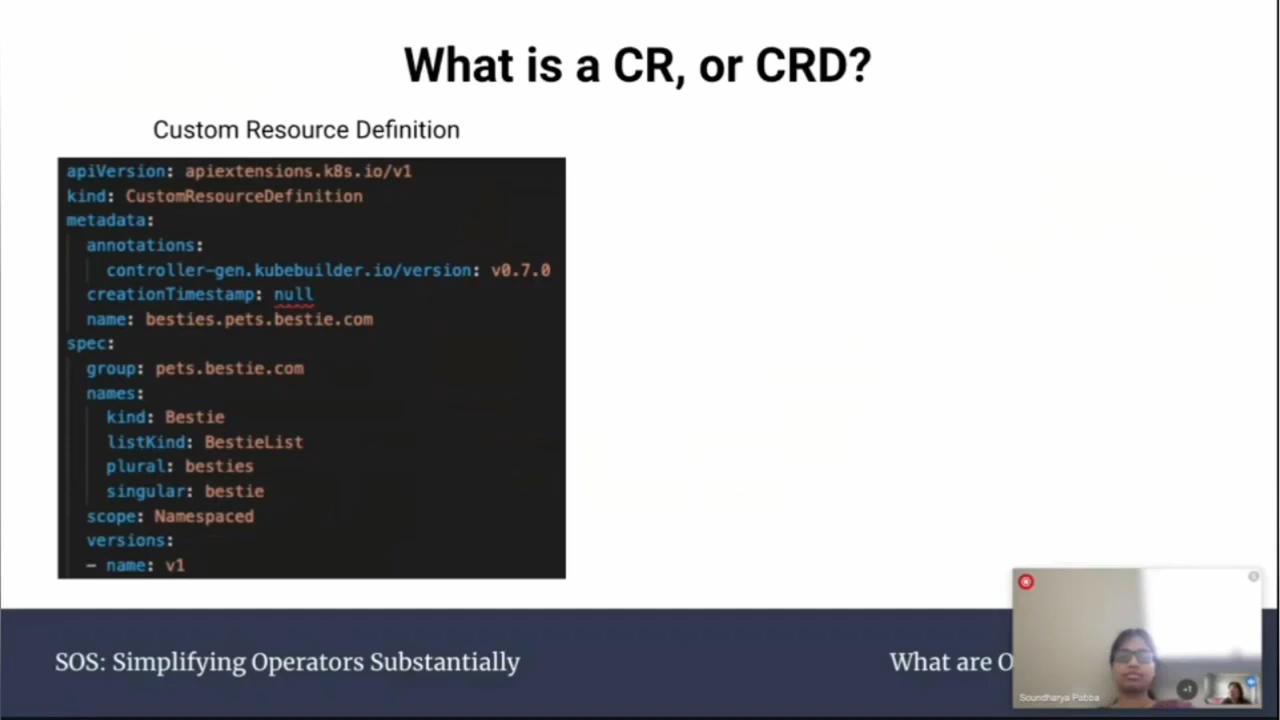 What is a CR, or CRD?
Custom Resource Definition
apiVersion: apiextensions.k8s.io/v1
kind: CustomResourceDefinition
metadata:
  annotations:
    controller-gen.kubebuilder.io/version: v0.7.0
  creationTimestamp: null
  name: besties.pets.bestie.com
spec:
  group: pets.bestie.com
  names:
    kind: Bestie
    listKind: BestieList
    plural: besties
    singular: bestie
  scope: Namespaced
  versions:
  - name: v1
SOS: Simplifying Operators Substantially
What are O
Soundharya Pabba
+1